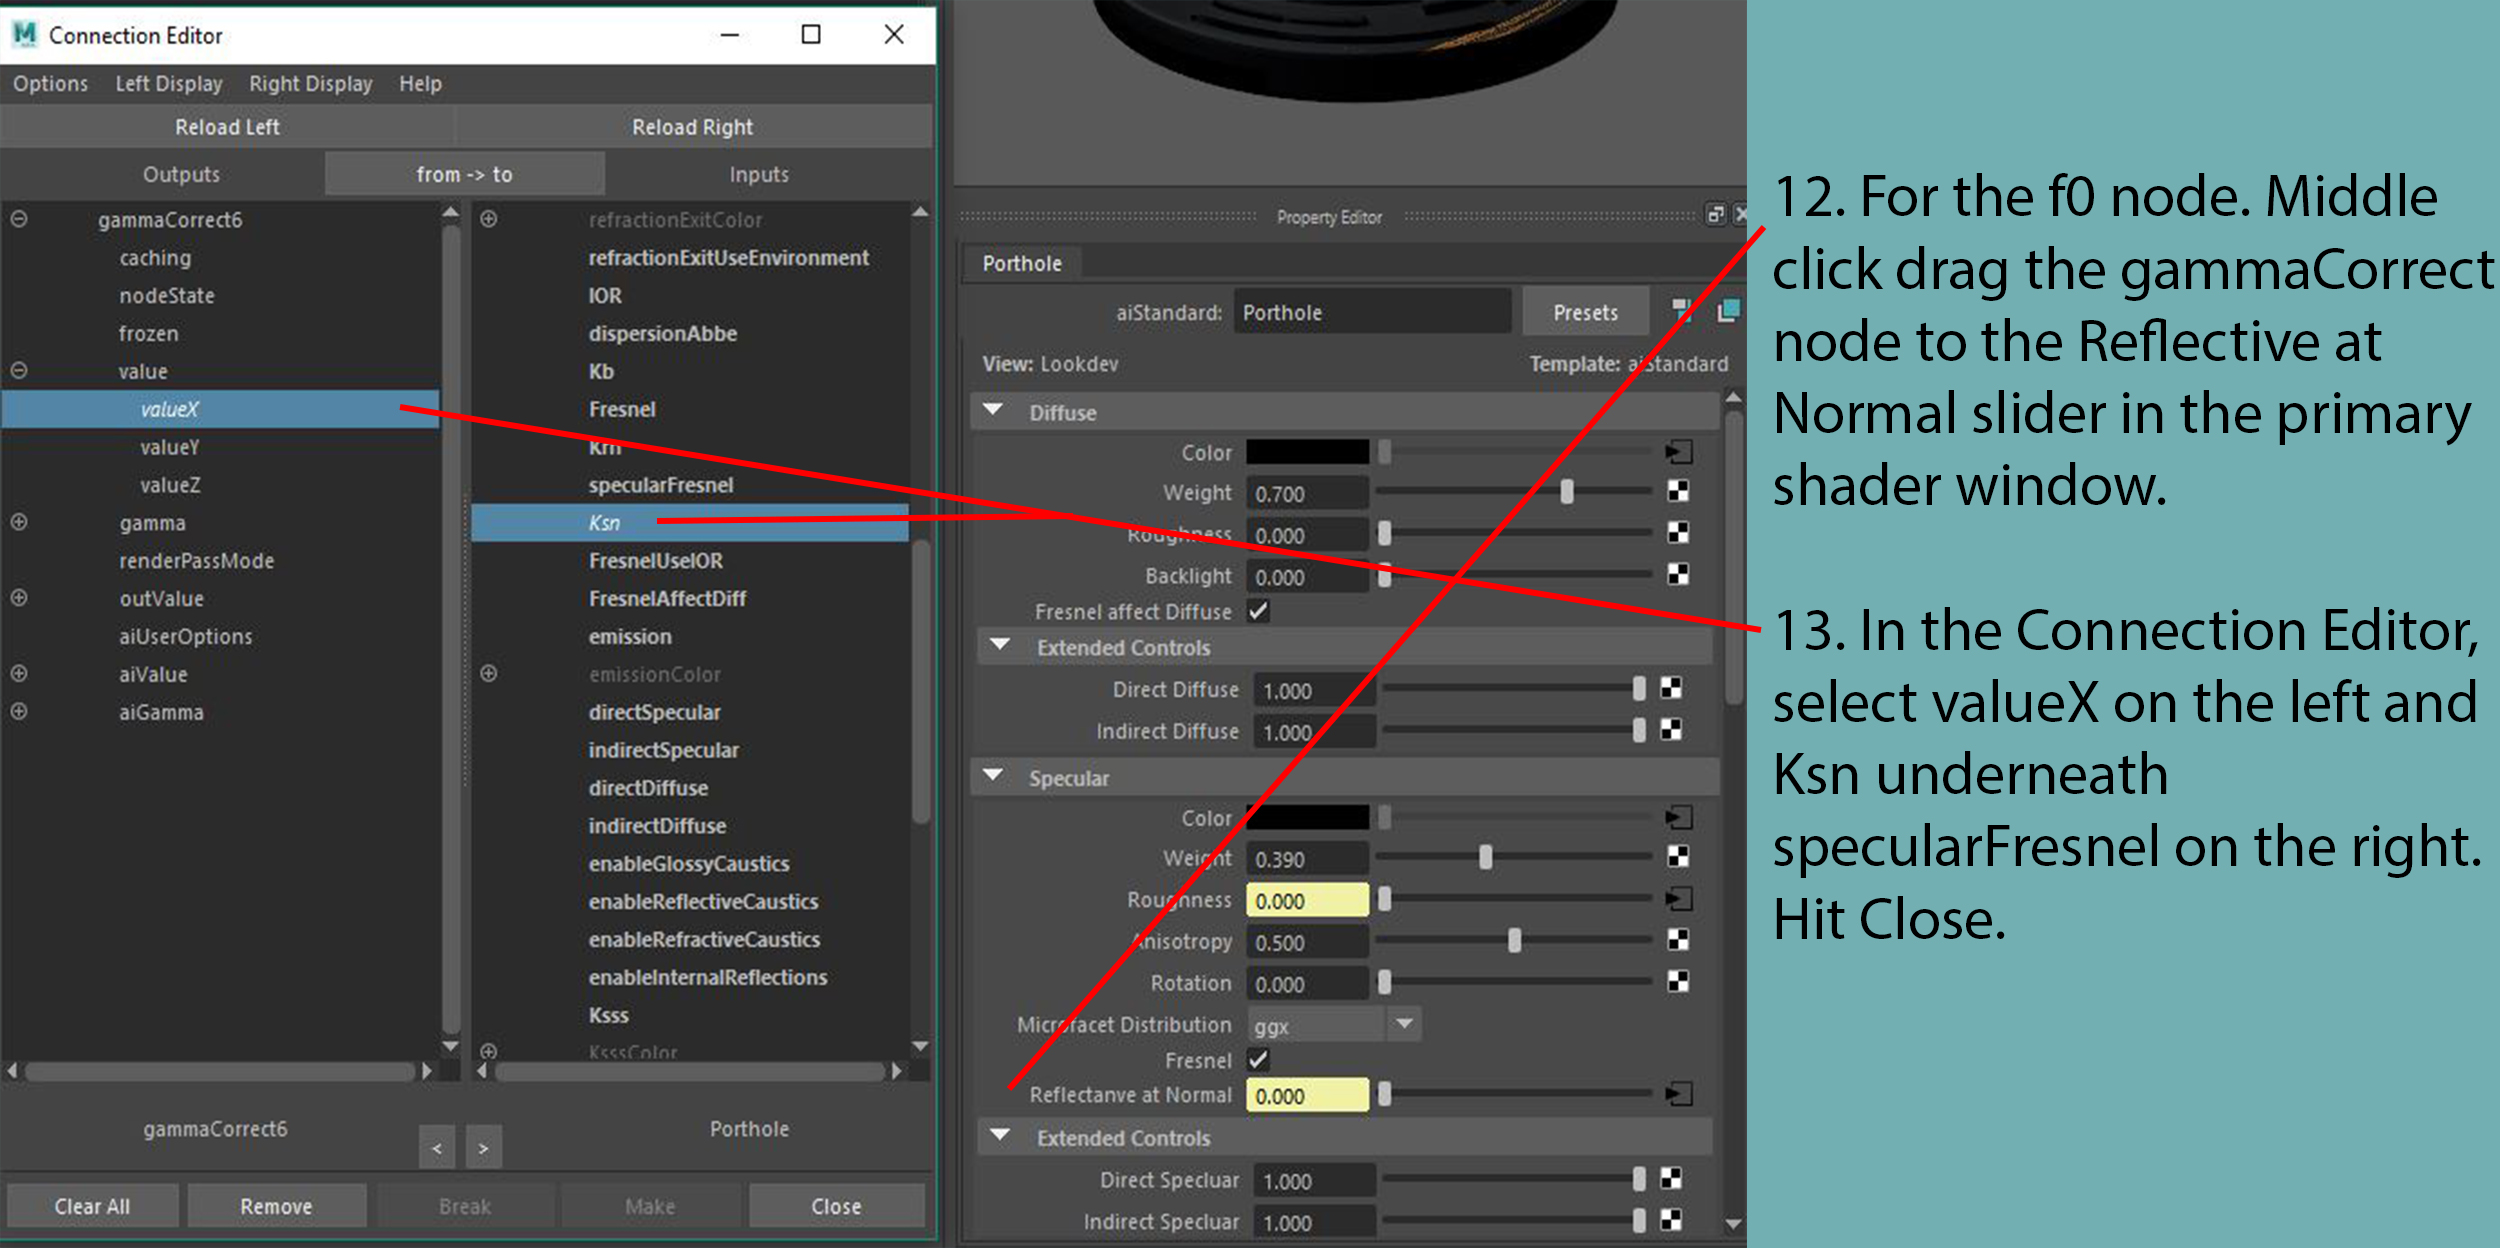 Connection Editor
Options Left Display Right Display Help
Reload Left Reload Right
Outputs from -> to Inputs
gammaCorrect6
caching
nodeState
frozen
value
valueX
valueY
valueZ
gamma
renderPassMode
outValue
aiUserOptions
aiValue
aiGamma
refractionExitColor
refractionExitUseEnvironment
IOR
dispersionAbbe
Kb
Fresnel
Krn
specularFresnel
Ksn
FresnelUseIOR
FresnelAffectDiff
emission
emissionColor
directSpecular
indirectSpecular
directDiffuse
indirectDiffuse
enableGlossyCaustics
enableReflectiveCaustics
enableRefractiveCaustics
enableInternalReflections
Ksss
KsssColor
gammaCorrect6 < > Porthole
Clear All Remove Break Make Close
Property Editor
Porthole
aiStandard: Porthole Presets
View: Lookdev Template: aiStandard
Diffuse
Color
Weight 0.700
Roughness 0.000
Backlight 0.000
Fresnel affect Diffuse
Extended Controls
Direct Diffuse 1.000
Indirect Diffuse 1.000
Specular
Color
Weight 0.390
Roughness 0.000
Anisotropy 0.500
Rotation 0.000
Microfacet Distribution ggx
Fresnel
Reflectanve at Normal 0.000
Extended Controls
Direct Specluar 1.000
Indirect Specluar 1.000
12. For the f0 node. Middle
click drag the gammaCorrect
node to the Reflective at
Normal slider in the primary
shader window.
13. In the Connection Editor,
select valueX on the left and
Ksn underneath
specularFresnel on the right.
Hit Close.